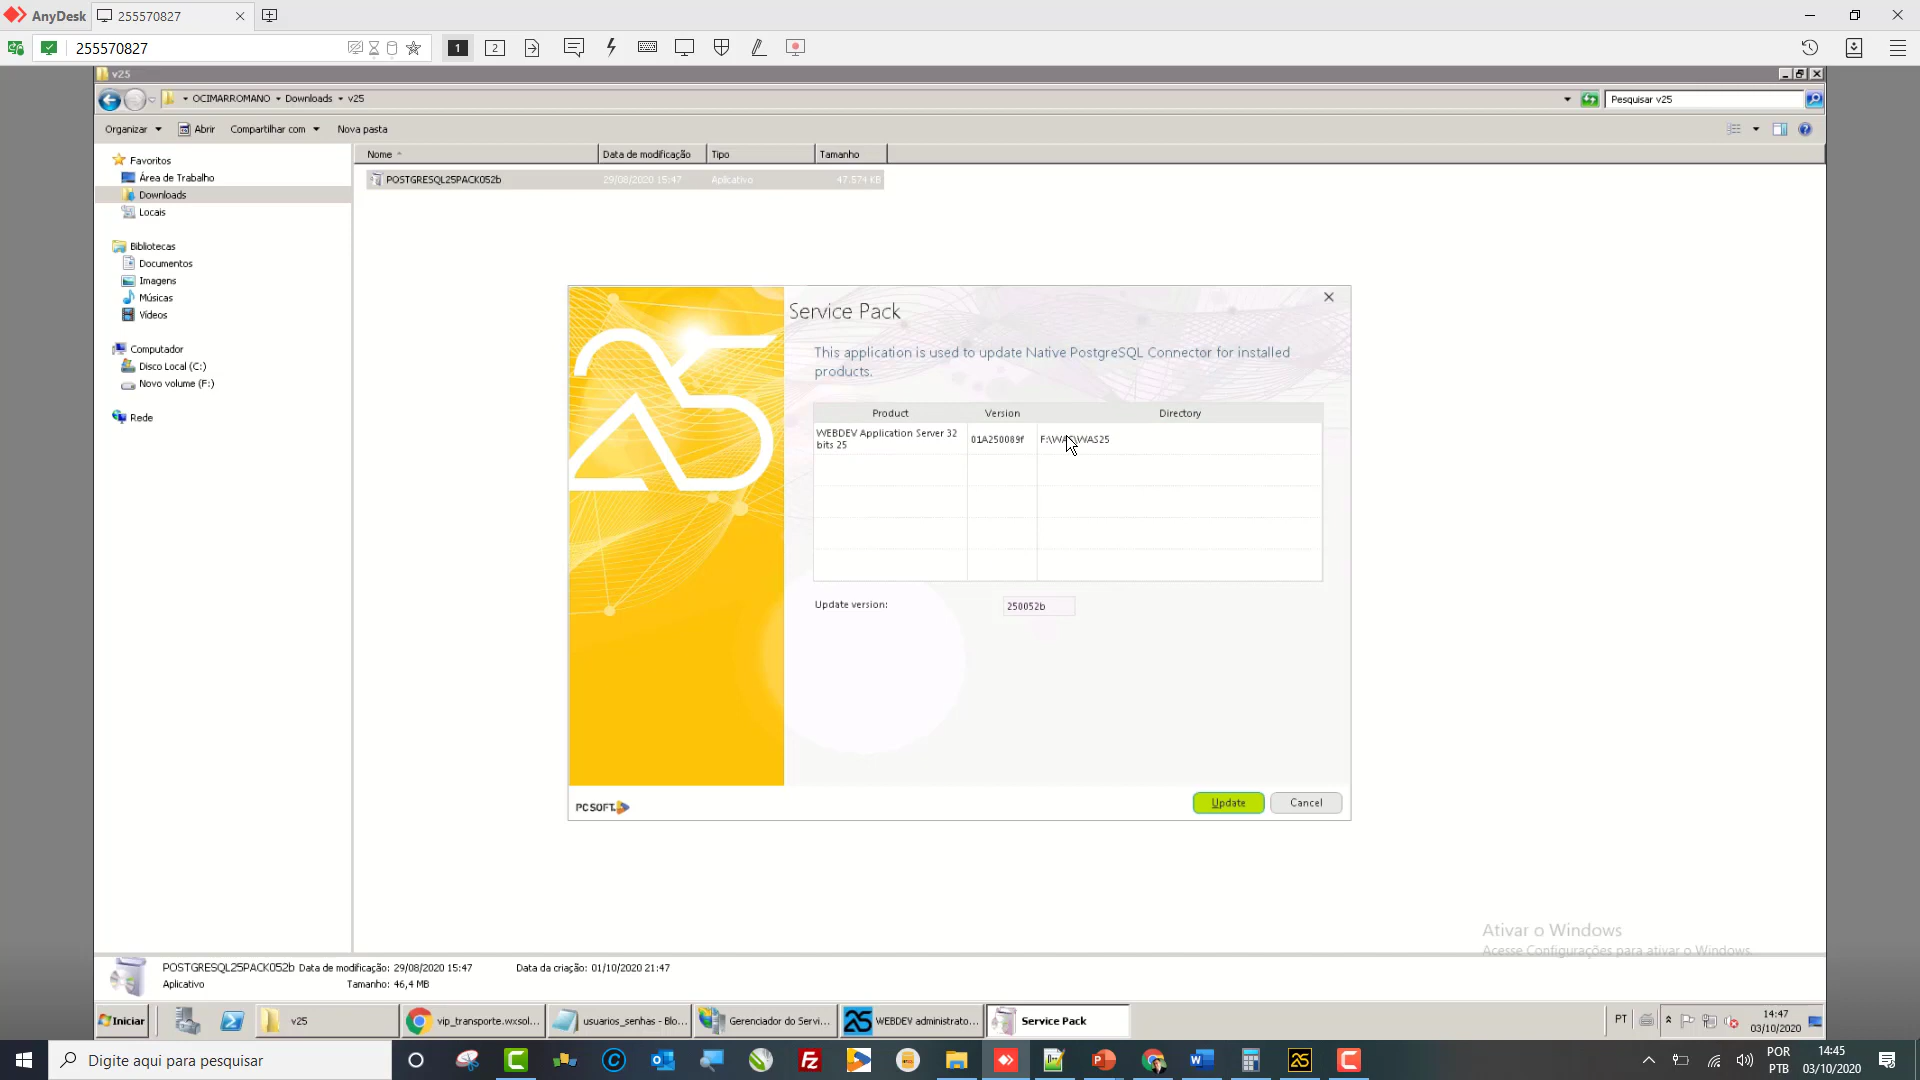 AnyDesk
255570827
255570827
1
2
v25
OCIMARROMANO
Downloads
v25
Pesquisar v25
Organizar
Abrir
Compartilhar com
Nova pasta
Favoritos
Área de Trabalho
Downloads
Locais
Bibliotecas
Documentos
Imagens
Músicas
Vídeos
Computador
Disco Local (C:)
Novo volume (F:)
Rede
Nome
Data de modificação
Tipo
Tamanho
POSTGRESQL25PACK052b
29/08/2020 15:47
Aplicativo
47.574 KB
Service Pack
This application is used to update Native PostgreSQL Connector for installed
products.
Product
Version
Directory
WEBDEV Application Server 32
bits 25
01A250089f
F:\WAS\WAS25
Update version:
250052b
PC SOFT
Update
Cancel
Ativar o Windows
Acesse Configurações para ativar o Windows.
POSTGRESQL25PACK052b Data de modificação: 29/08/2020 15:47
Data da criação: 01/10/2020 21:47
Aplicativo
Tamanho: 46,4 MB
Iniciar
v25
vip_transporte.wxsol...
usuarios_senhas - Blo...
Gerenciador do Servi...
WEBDEV administrato...
Service Pack
PT
14:47
03/10/2020
Digite aqui para pesquisar
POR
PTB
14:45
03/10/2020